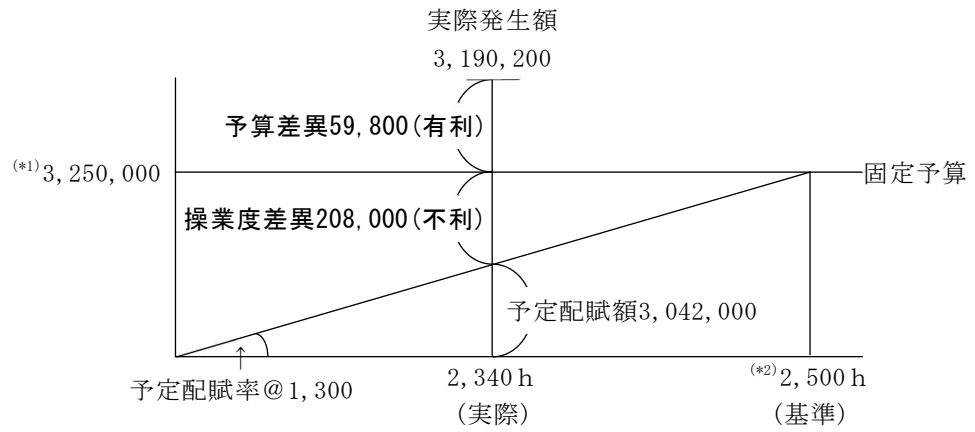 実際発生額
3,190,200
予算差異59,800(有利)
(*1)3,250,000
固定予算
操業度差異208,000(不利)
予定配賦額3,042,000
予定配賦率@1,300
2,340h
(実際)
(*2)2,500h
(基準)